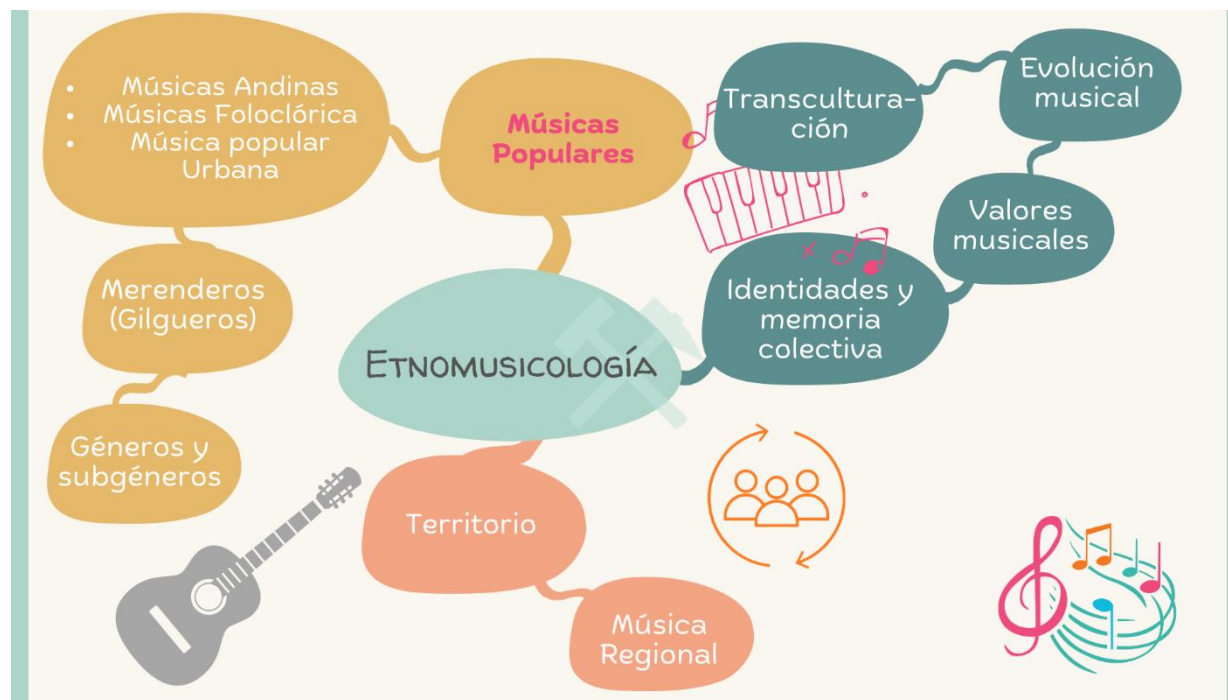 Músicas Andinas
Músicas Foloclórica
Música popular
Urbana
Músicas
Populares
Transcultura-
ción
Evolución
musical
Valores
musicales
Merenderos
(Gilgueros)
Identidades y
memoria
colectiva
ETNOMUSICOLOGÍA
Géneros y
subgéneros
Territorio
Música
Regional